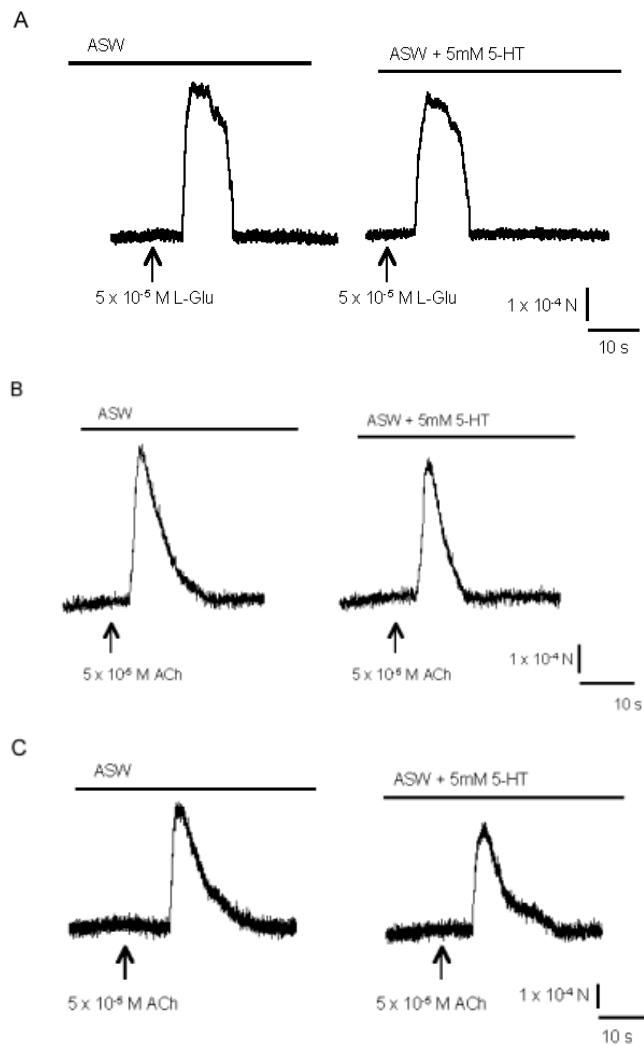 A
ASW
ASW + 5mM 5-HT
5 x 10⁻⁵ M L-Glu
5 x 10⁻⁵ M L-Glu
1 x 10⁻⁴ N
10 s
B
ASW
ASW + 5mM 5-HT
5 x 10⁻⁶ M ACh
5 x 10⁻⁶ M ACh
1 x 10⁻⁴ N
10 s
C
ASW
ASW + 5mM 5-HT
5 x 10⁻⁵ M ACh
5 x 10⁻⁵ M ACh
1 x 10⁻⁴ N
10 s